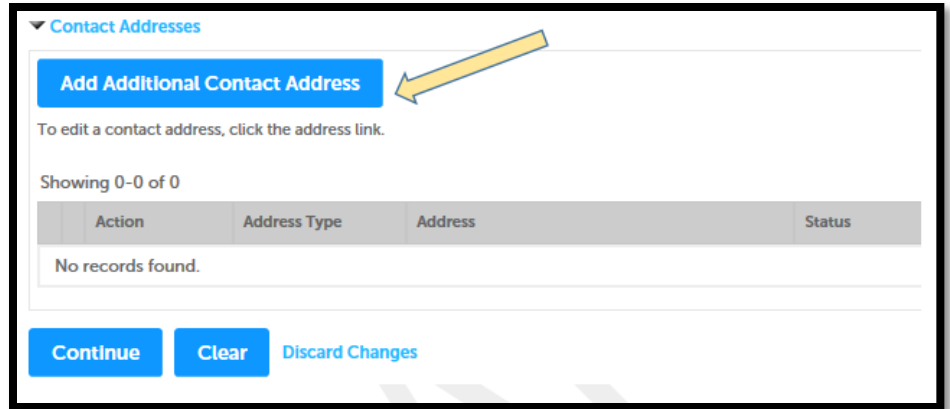 Contact Addresses
Add Additional Contact Address
To edit a contact address, click the address link.
Showing 0-0 of 0
Action Address Type Address Status
No records found.
Continue Clear Discard Changes